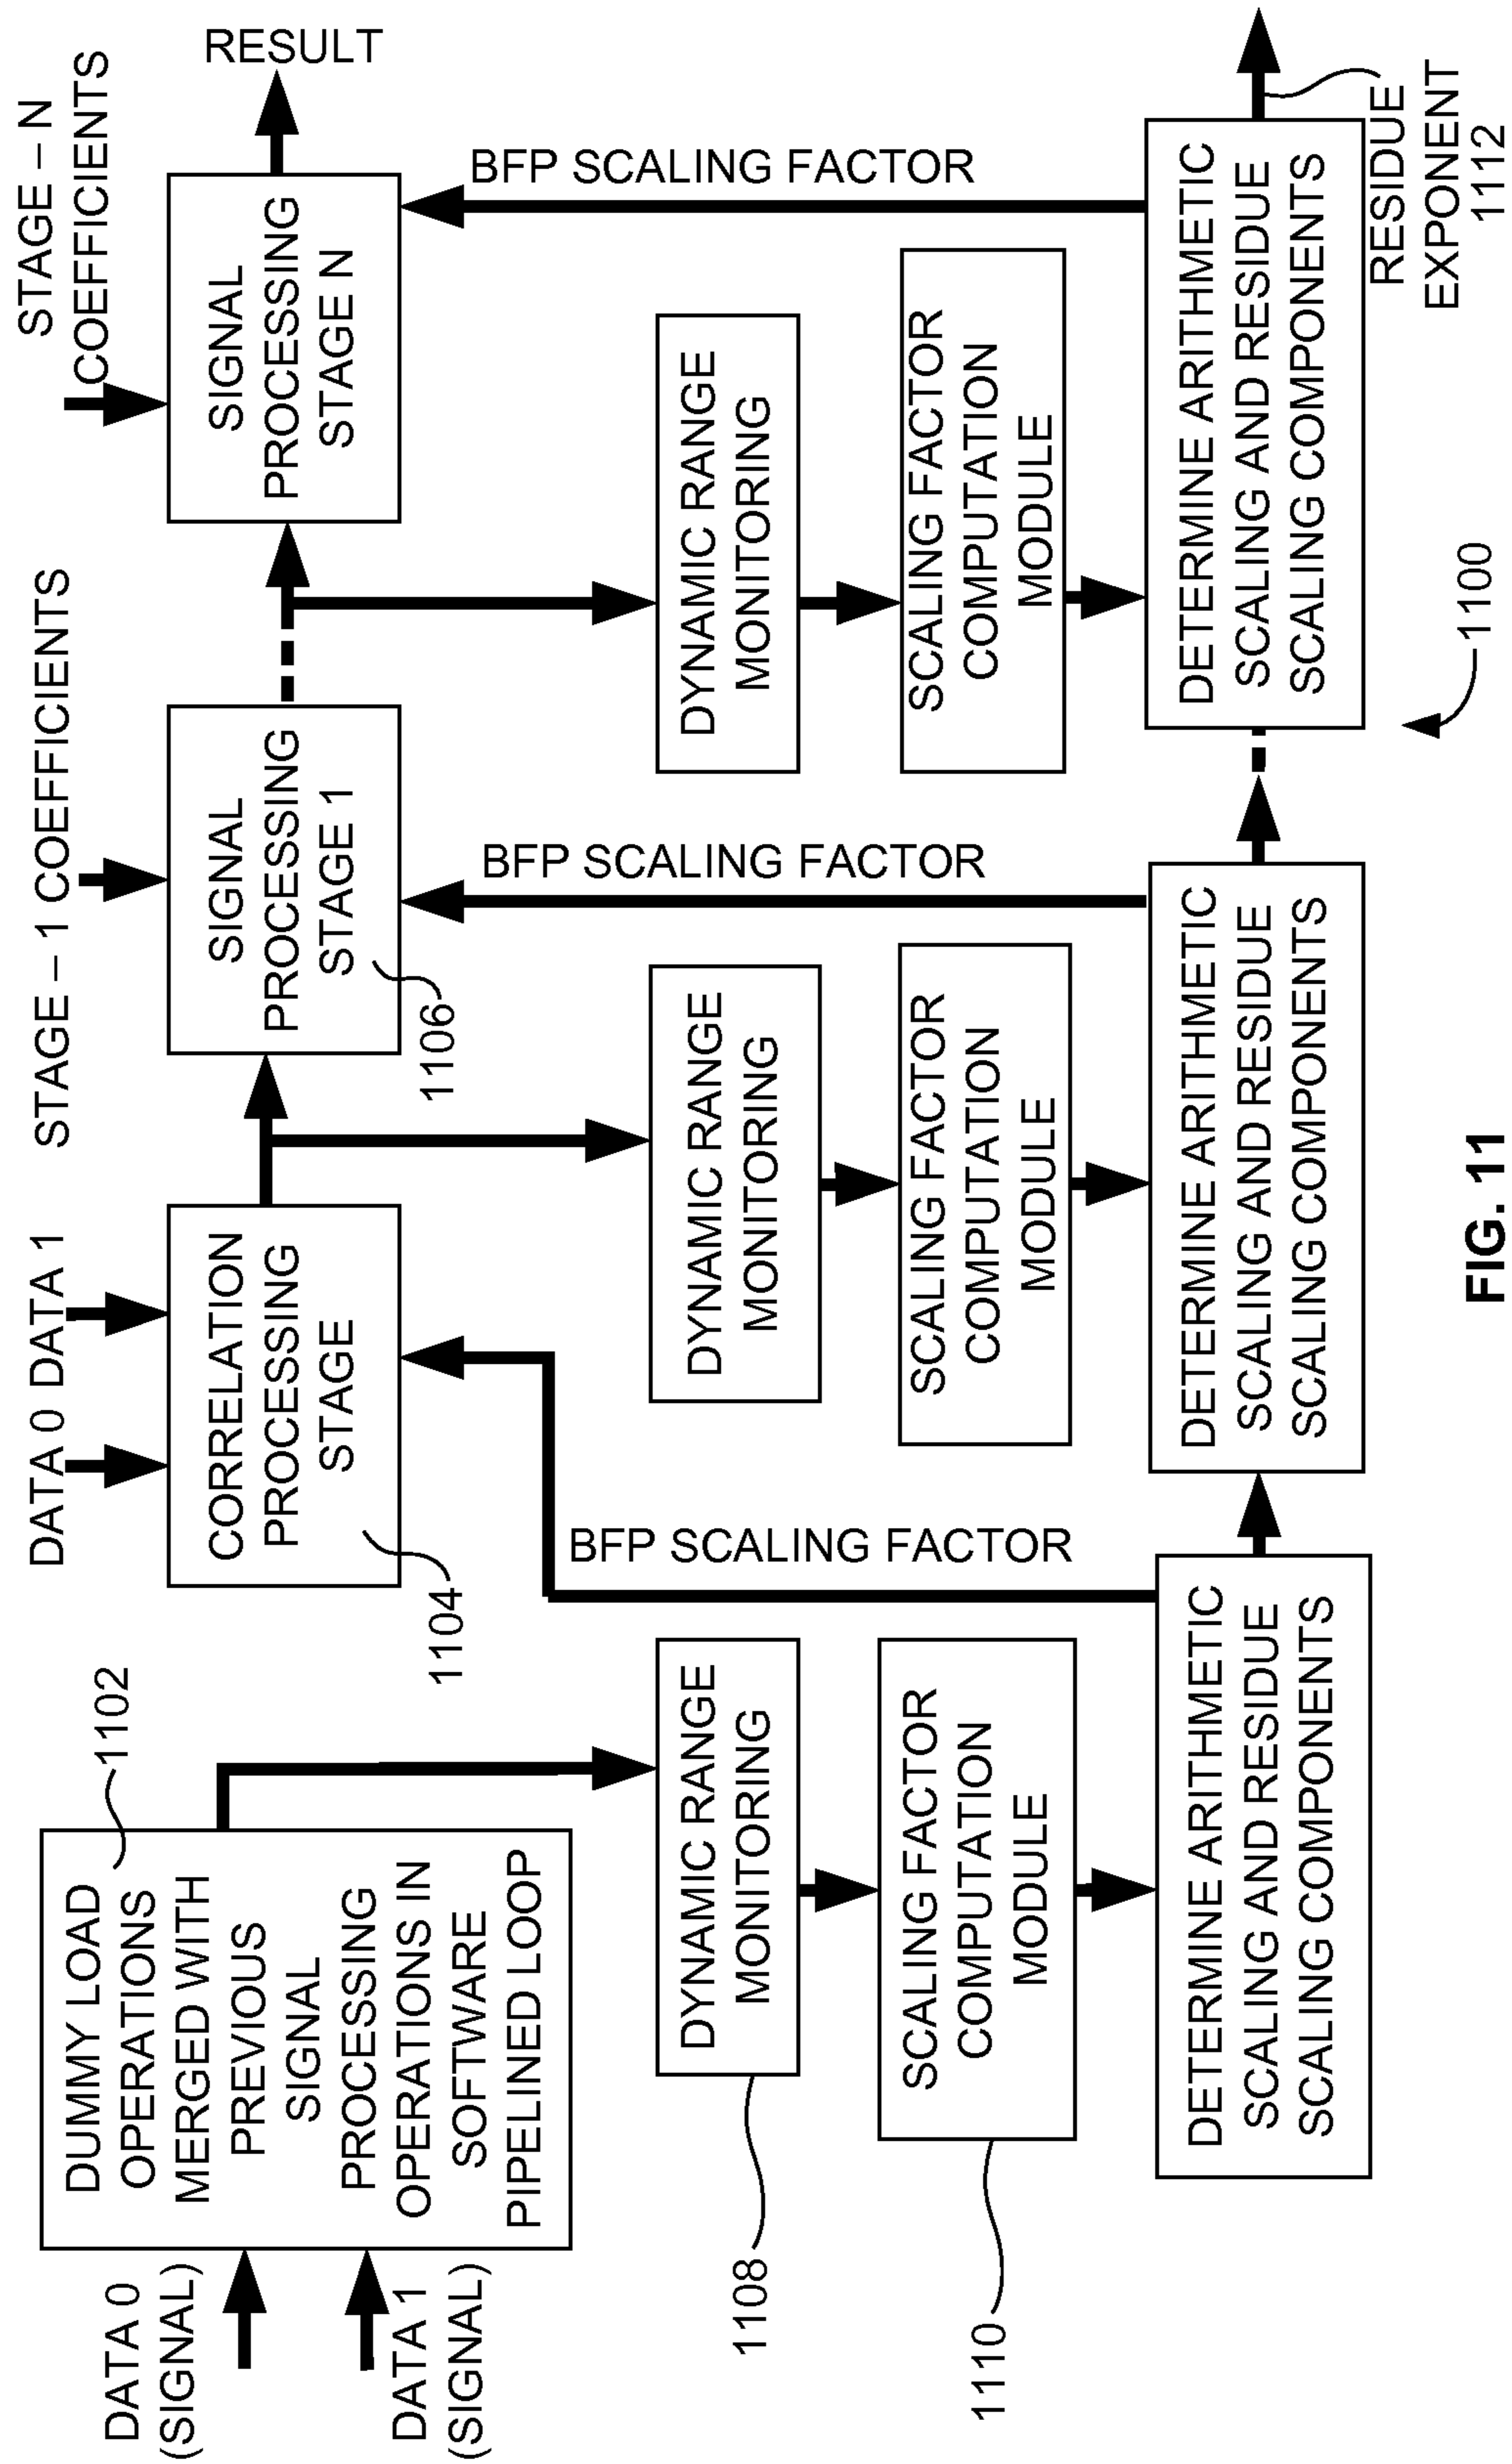 DATA 0
(SIGNAL)
DATA 1
(SIGNAL)
DUMMY LOAD
OPERATIONS
MERGED WITH
PREVIOUS
SIGNAL
PROCESSING
OPERATIONS IN
SOFTWARE
PIPELINED LOOP
1102
DATA 0 DATA 1
CORRELATION
PROCESSING
STAGE
1104
STAGE – 1 COEFFICIENTS
SIGNAL
PROCESSING
STAGE 1
1106
STAGE – N
COEFFICIENTS
SIGNAL
PROCESSING
STAGE N
RESULT
BFP SCALING FACTOR
BFP SCALING FACTOR
BFP SCALING FACTOR
DYNAMIC RANGE
MONITORING
1108
DYNAMIC RANGE
MONITORING
DYNAMIC RANGE
MONITORING
SCALING FACTOR
COMPUTATION
MODULE
1110
SCALING FACTOR
COMPUTATION
MODULE
SCALING FACTOR
COMPUTATION
MODULE
DETERMINE ARITHMETIC
SCALING AND RESIDUE
SCALING COMPONENTS
DETERMINE ARITHMETIC
SCALING AND RESIDUE
SCALING COMPONENTS
DETERMINE ARITHMETIC
SCALING AND RESIDUE
SCALING COMPONENTS
RESIDUE
EXPONENT
1112
1100
FIG. 11